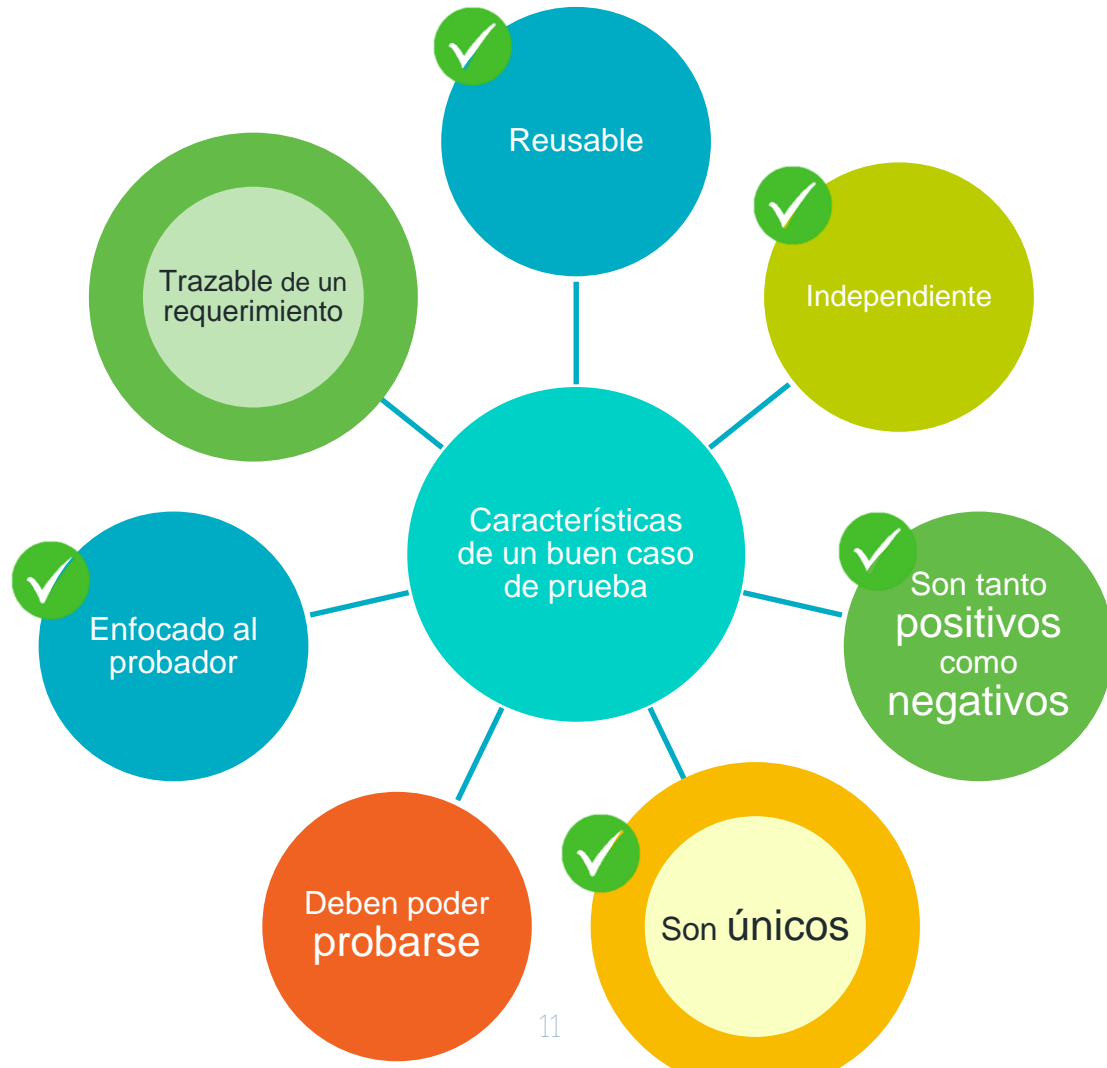 Reusable
Trazable de un
requerimiento
Independiente
Características
de un buen caso
de prueba
Enfocado al
probador
Son tanto
positivos
como
negativos
Deben poder
probarse
Son únicos
11